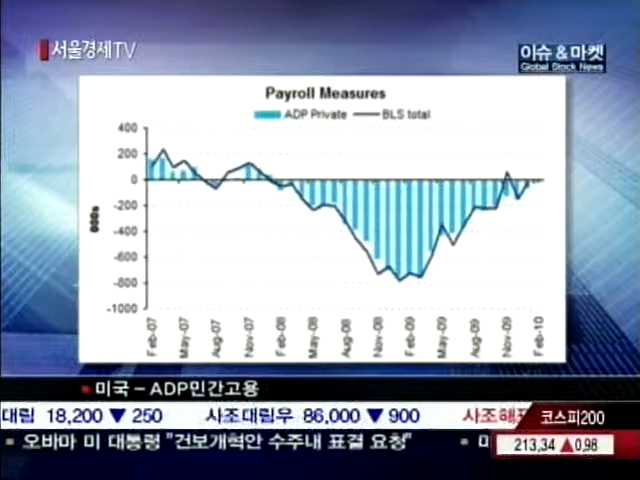 서울경제TV
이슈&마켓
Global Stock News
Payroll Measures
ADP Private BLS total
400
200
0
-200
-400
-600
-800
-1000
000s
Feb-07 May-07 Aug-07 Nov-07 Feb-08 May-08 Aug-08 Nov-08 Feb-09 May-09 Aug-09 Nov-09 Feb-10
미국 - ADP민간고용
대림 18,200 ▼ 250 사조대림우 86,000 ▼ 900 사조해표
코스피200
오바마 미 대통령 "건보개혁안 수주내 표결 요청"
213.34 ▲ 0.98